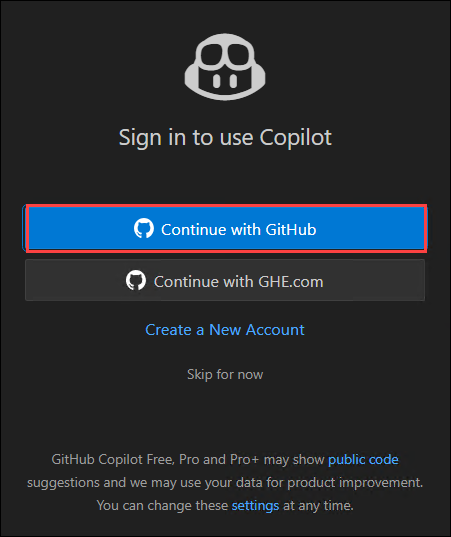 Sign in to use Copilot
Continue with GitHub
Continue with GHE.com
Create a New Account
Skip for now
GitHub Copilot Free, Pro and Pro+ may show public code
suggestions and we may use your data for product improvement.
You can change these settings at any time.